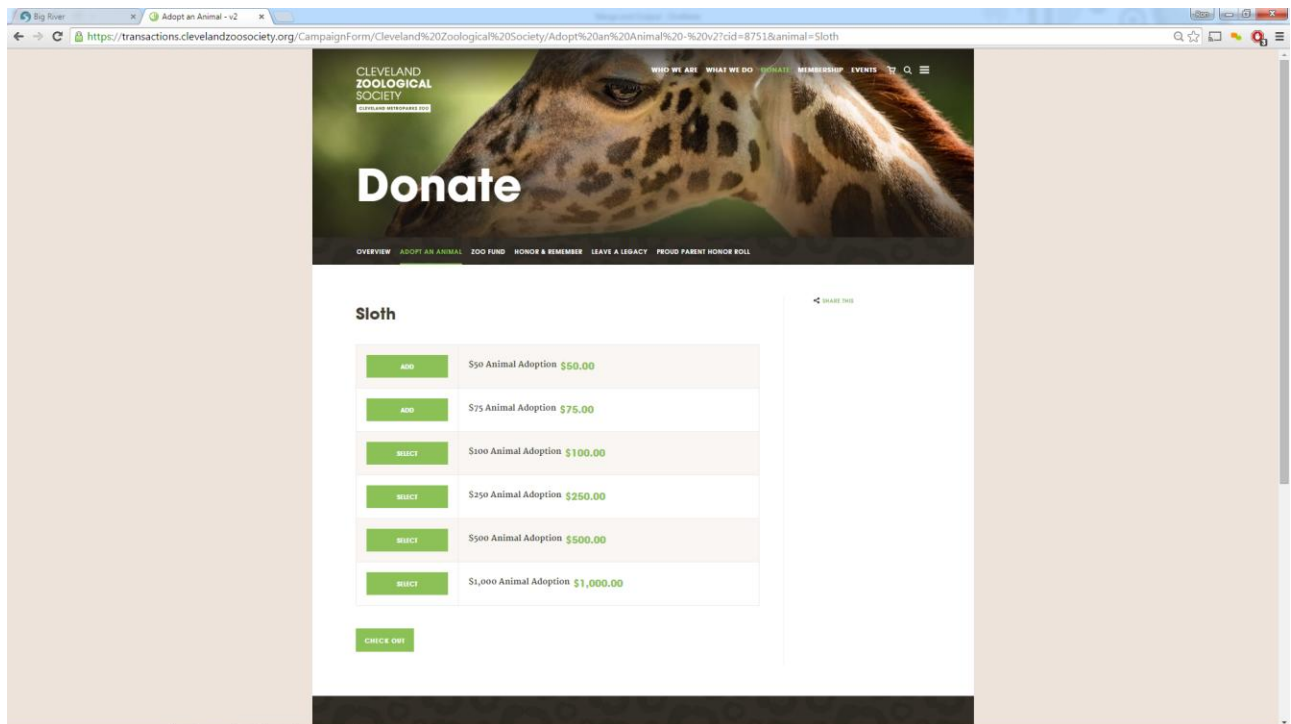 Big River
Adopt an Animal - v2
https://transactions.clevelandzoosociety.org/CampaignForm/Cleveland%20Zoological%20Society/Adopt%20an%20Animal%20-%20v2?cid=8751&animal=Sloth
CLEVELAND
ZOOLOGICAL
SOCIETY
CLEVELAND METROPARKS ZOO
WHO WE ARE WHAT WE DO DONATE MEMBERSHIP EVENTS
Donate
OVERVIEW ADOPT AN ANIMAL ZOO FUND HONOR & REMEMBER LEAVE A LEGACY PROUD PARENT HONOR ROLL
Sloth
SHARE THIS
ADD $50 Animal Adoption $50.00
ADD $75 Animal Adoption $75.00
SELECT $100 Animal Adoption $100.00
SELECT $250 Animal Adoption $250.00
SELECT $500 Animal Adoption $500.00
SELECT $1,000 Animal Adoption $1,000.00
CHECK OUT